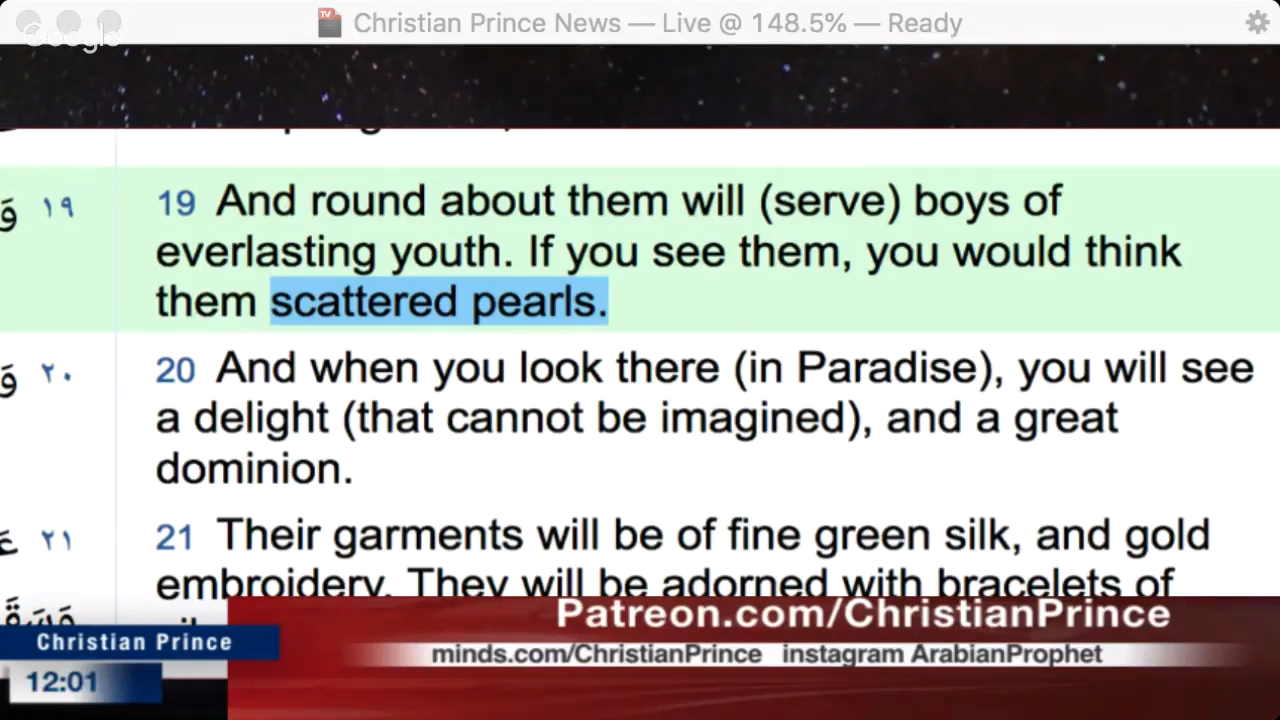 Christian Prince News — Live @ 148.5% — Ready
Google
١٩
19 And round about them will (serve) boys of
everlasting youth. If you see them, you would think
them scattered pearls.
٢٠
20 And when you look there (in Paradise), you will see
a delight (that cannot be imagined), and a great
dominion.
٢١
21 Their garments will be of fine green silk, and gold
embroidery. They will be adorned with bracelets of
Patreon.com/ChristianPrince
Christian Prince
minds.com/ChristianPrince instagram ArabianProphet
12:01